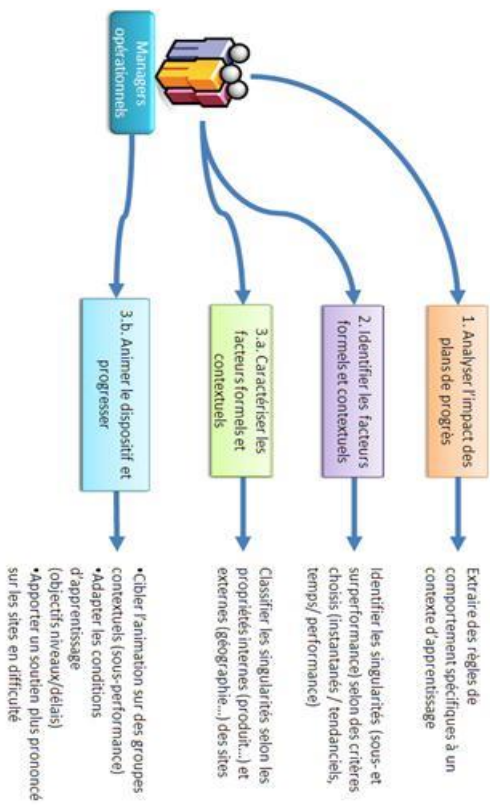 Managers
opérationnels
1. Analyser l'impact des
plans de progrès
Extraire des règles de
comportement spécifiques à un
contexte d'apprentissage
2. Identifier les facteurs
formels et contextuels
Identifier les singularités (sous- et
surperformance) selon des critères
choisis (instantanés / tendanciels,
temps/ performance)
3.a. Caractériser les
facteurs formels et
contextuels
Classifier les singularités selon les
propriétés internes (produit...) et
externes (géographie...) des sites
3.b. Animer le dispositif et
progresser
•Cibler l'animation sur des groupes
contextuels (sous-performance)
•Adapter les conditions
d'apprentissage
(objectifs niveaux/délais)
•Apporter un soutien plus prononcé
sur les sites en difficulté